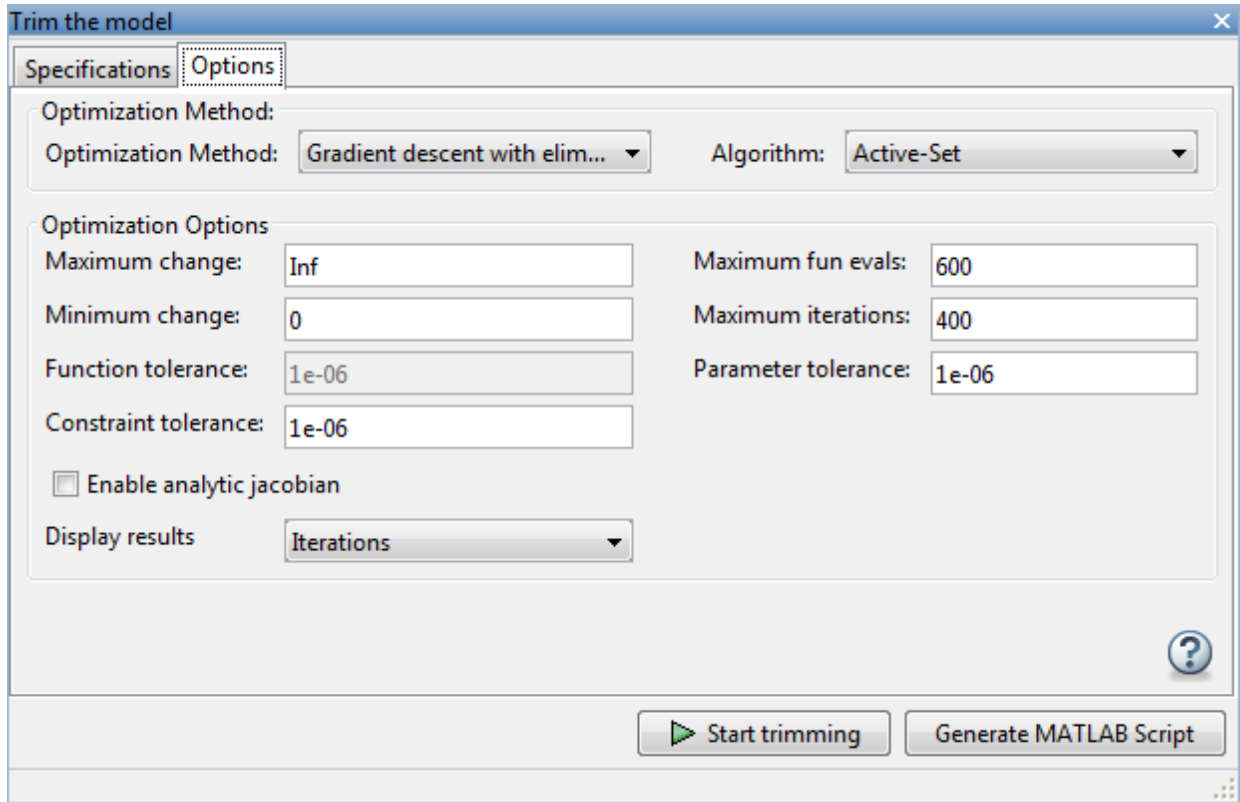 Trim the model
Specifications Options
Optimization Method:
Optimization Method: Gradient descent with elim... Algorithm: Active-Set
Optimization Options
Maximum change: Inf Maximum fun evals: 600
Minimum change: 0 Maximum iterations: 400
Function tolerance: 1e-06 Parameter tolerance: 1e-06
Constraint tolerance: 1e-06
Enable analytic jacobian
Display results Iterations
?
Start trimming Generate MATLAB Script